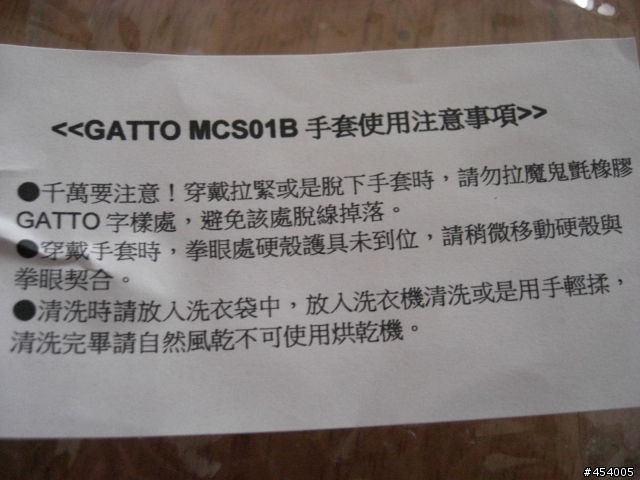 <<GATTO MCS01B 手套使用注意事項>>
●千萬要注意！穿戴拉緊或是脫下手套時，請勿拉魔鬼氈橡膠
GATTO 字樣處，避免該處脫線掉落。
●穿戴手套時，拳眼處硬殼護具未到位，請稍微移動硬殼與
拳眼契合。
●清洗時請放入洗衣袋中，放入洗衣機清洗或是用手輕揉，
清洗完畢請自然風乾不可使用烘乾機。
#454005